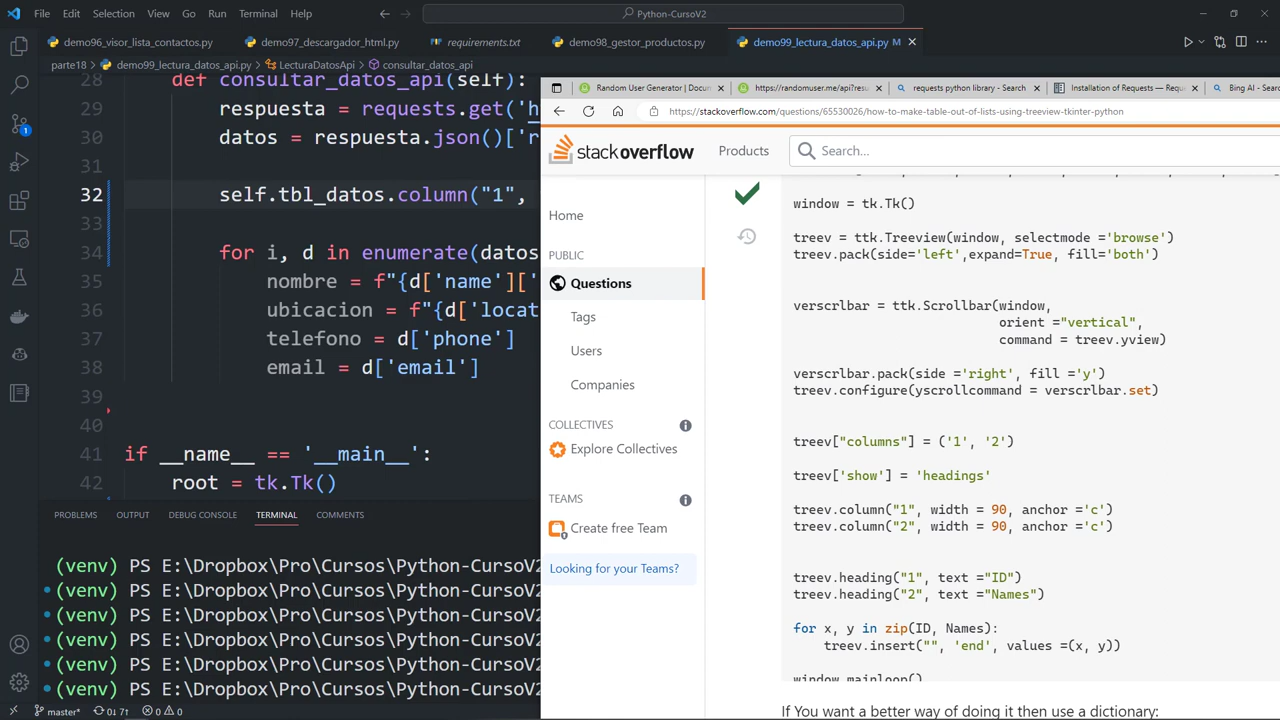 File Edit Selection View Go Run Terminal Help
Python-CursoV2
demo96_visor_lista_contactos.py demo97_descargador_html.py requirements.txt demo98_gestor_productos.py demo99_lectura_datos_api.py M
parte18 > demo99_lectura_datos_api.py > LecturaDatosApi > consultar_datos_api
28 def consultar_datos_api(self):
29 respuesta = requests.get('h
30 datos = respuesta.json()['r
31
32 self.tbl_datos.column("1",
33
34 for i, d in enumerate(datos
35 nombre = f"{d['name']['
36 ubicacion = f"{d['locat
37 telefono = d['phone']
38 email = d['email']
39
40
41 if __name__ == '__main__':
42 root = tk.Tk()
PROBLEMS OUTPUT DEBUG CONSOLE TERMINAL COMMENTS
(venv) PS E:\Dropbox\Pro\Cursos\Python-CursoV2
(venv) PS E:\Dropbox\Pro\Cursos\Python-CursoV2
(venv) PS E:\Dropbox\Pro\Cursos\Python-CursoV2
(venv) PS E:\Dropbox\Pro\Cursos\Python-CursoV2
(venv) PS E:\Dropbox\Pro\Cursos\Python-CursoV2
(venv) PS E:\Dropbox\Pro\Cursos\Python-CursoV2
1
master* 0↓ 7↑ 0 0
Random User Generator | Docu https://randomuser.me/api?resu requests python library - Search Installation of Requests — Requ Bing AI - Searc
https://stackoverflow.com/questions/65530026/how-to-make-table-out-of-lists-using-treeview-tkinter-python
stackoverflow Products Search...
Home
PUBLIC
Questions
Tags
Users
Companies
COLLECTIVES
Explore Collectives
TEAMS
Create free Team
Looking for your Teams?
window = tk.Tk()
treev = ttk.Treeview(window, selectmode ='browse')
treev.pack(side='left',expand=True, fill='both')
verscrlbar = ttk.Scrollbar(window,
orient ="vertical",
command = treev.yview)
verscrlbar.pack(side ='right', fill ='y')
treev.configure(yscrollcommand = verscrlbar.set)
treev["columns"] = ('1', '2')
treev['show'] = 'headings'
treev.column("1", width = 90, anchor ='c')
treev.column("2", width = 90, anchor ='c')
treev.heading("1", text ="ID")
treev.heading("2", text ="Names")
for x, y in zip(ID, Names):
treev.insert("", 'end', values =(x, y))
window.mainloop()
If You want a better way of doing it then use a dictionary: